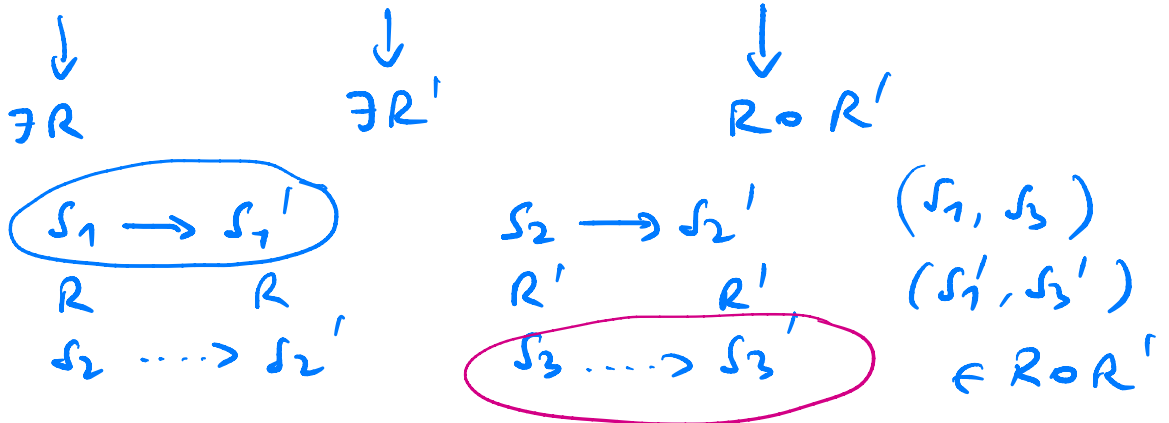 ↓ ↓ ↓
∃R ∃R' R∘R'
s₁ → s₁' s₂ → s₂' (s₁, s₃)
R R R' R' (s₁', s₃')
s₂ ....> s₂' s₃ ....> s₃' ∈ R∘R'